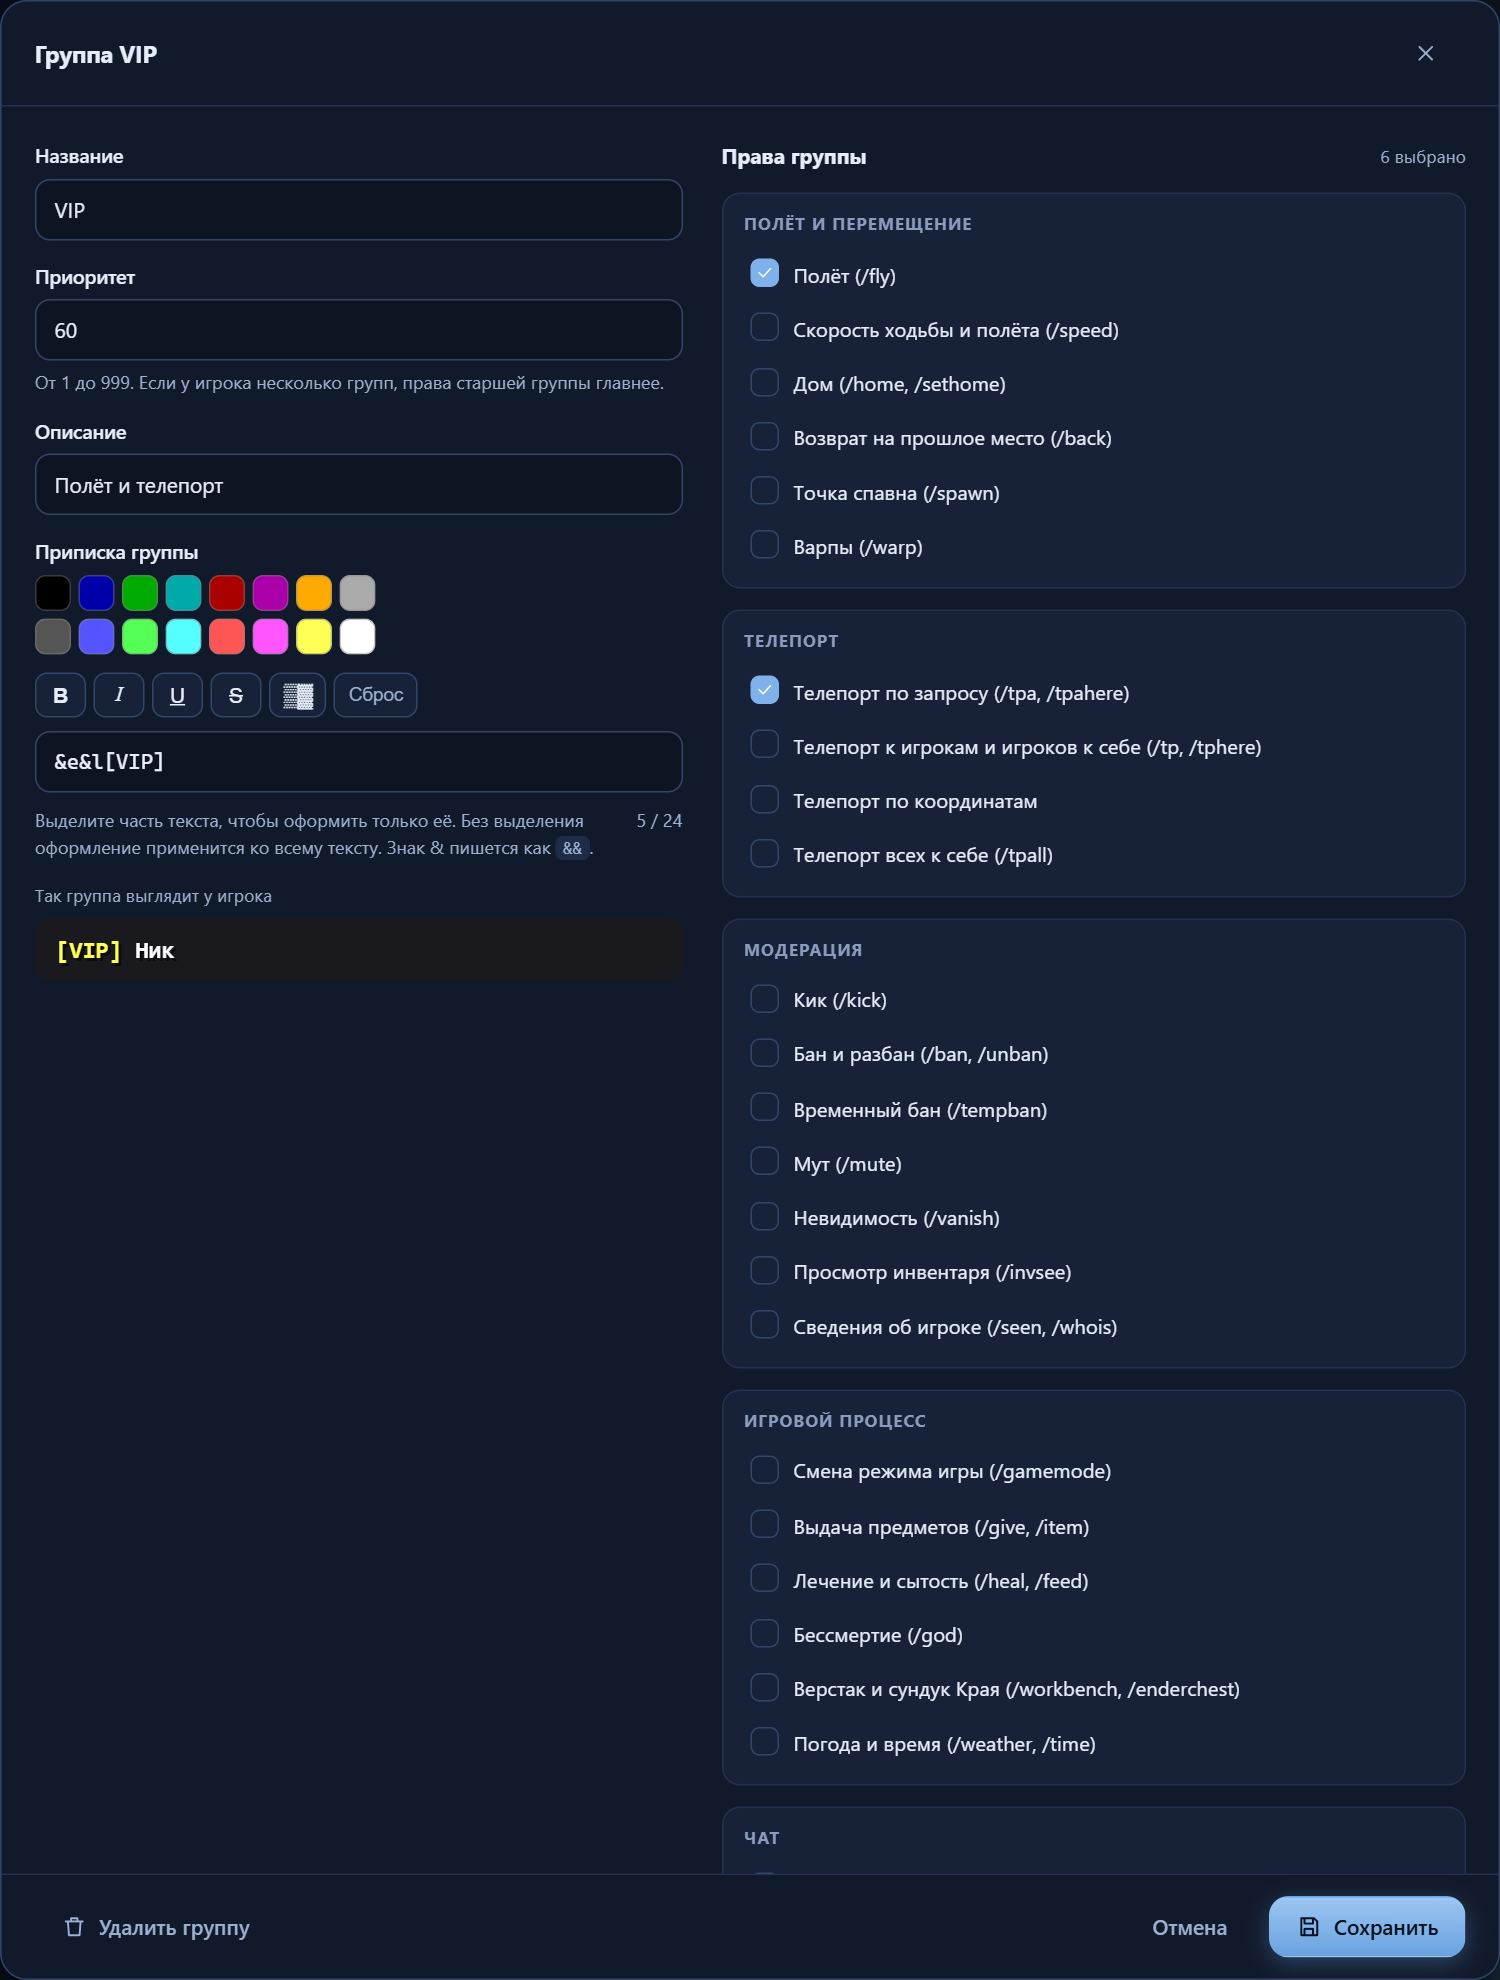 Группа VIP
Название
VIP
Приоритет
60
От 1 до 999. Если у игрока несколько групп, права старшей группы главнее.
Описание
Полёт и телепорт
Приписка группы
B I U S ▒▓ Сброс
&e&l[VIP]
Выделите часть текста, чтобы оформить только её. Без выделения 5 / 24
оформление применится ко всему тексту. Знак & пишется как && .
Так группа выглядит у игрока
[VIP] Ник
Права группы 6 выбрано
ПОЛЁТ И ПЕРЕМЕЩЕНИЕ
Полёт (/fly)
Скорость ходьбы и полёта (/speed)
Дом (/home, /sethome)
Возврат на прошлое место (/back)
Точка спавна (/spawn)
Варпы (/warp)
ТЕЛЕПОРТ
Телепорт по запросу (/tpa, /tpahere)
Телепорт к игрокам и игроков к себе (/tp, /tphere)
Телепорт по координатам
Телепорт всех к себе (/tpall)
МОДЕРАЦИЯ
Кик (/kick)
Бан и разбан (/ban, /unban)
Временный бан (/tempban)
Мут (/mute)
Невидимость (/vanish)
Просмотр инвентаря (/invsee)
Сведения об игроке (/seen, /whois)
ИГРОВОЙ ПРОЦЕСС
Смена режима игры (/gamemode)
Выдача предметов (/give, /item)
Лечение и сытость (/heal, /feed)
Бессмертие (/god)
Верстак и сундук Края (/workbench, /enderchest)
Погода и время (/weather, /time)
ЧАТ
Удалить группу Отмена Сохранить